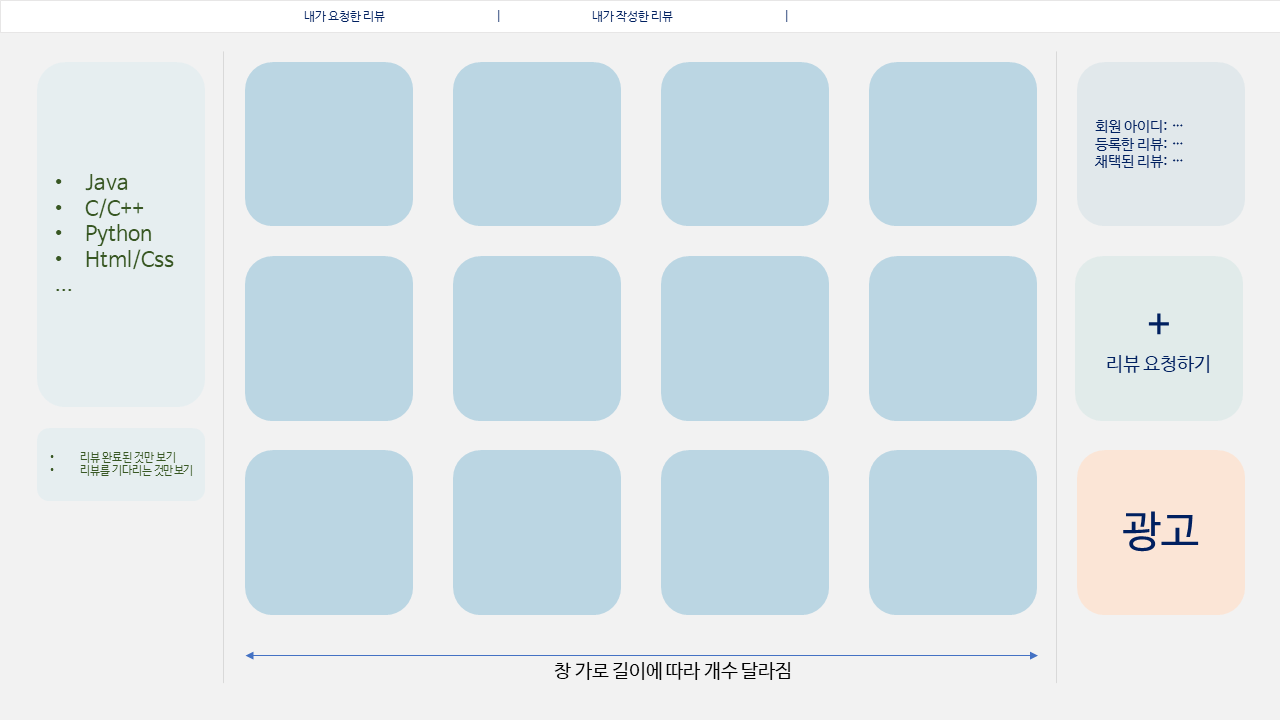 내가 요청한 리뷰 | 내가 작성한 리뷰 |
• Java
• C/C++
• Python
• Html/Css
...
• 리뷰 완료된 것만 보기
• 리뷰를 기다리는 것만 보기
회원 아이디: ...
등록한 리뷰: ...
채택된 리뷰: ...
+
리뷰 요청하기
광고
창 가로 길이에 따라 개수 달라짐